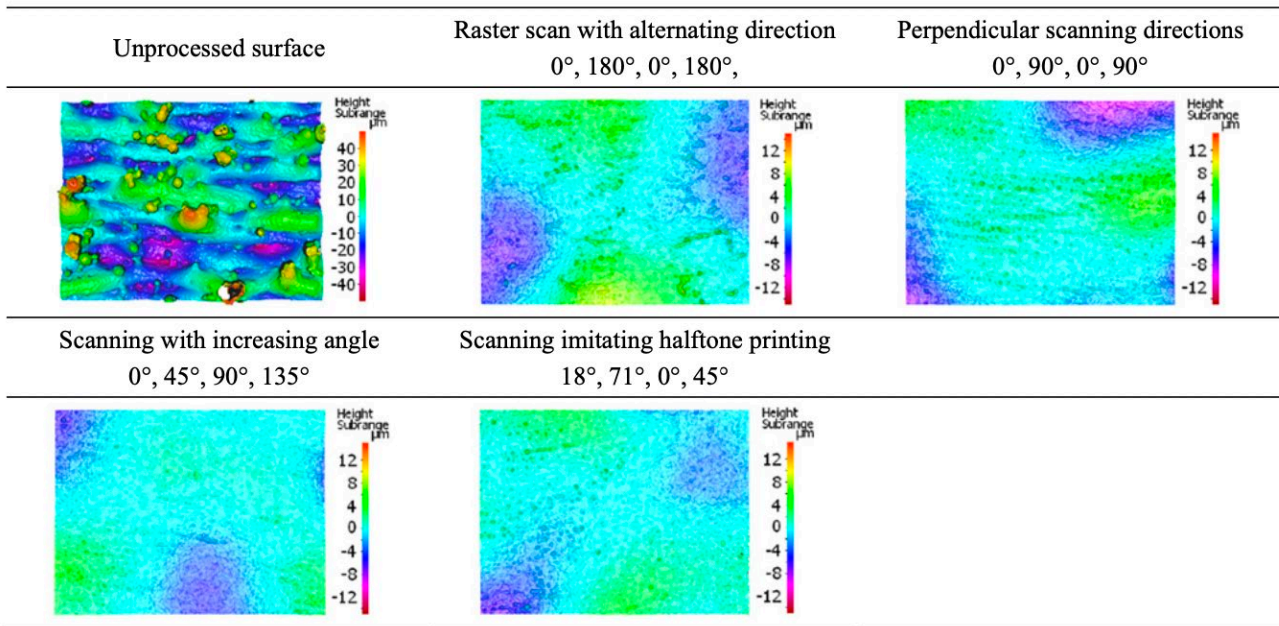 Unprocessed surface
Raster scan with alternating direction
0°, 180°, 0°, 180°,
Perpendicular scanning directions
0°, 90°, 0°, 90°
Height
Subrange
µm
40
30
20
10
0
-10
-20
-30
-40
Height
Subrange
µm
12
8
4
0
-4
-8
-12
Height
Subrange
µm
12
8
4
0
-4
-8
-12
Scanning with increasing angle
0°, 45°, 90°, 135°
Scanning imitating halftone printing
18°, 71°, 0°, 45°
Height
Subrange
µm
12
8
4
0
-4
-8
-12
Height
Subrange
µm
12
8
4
0
-4
-8
-12